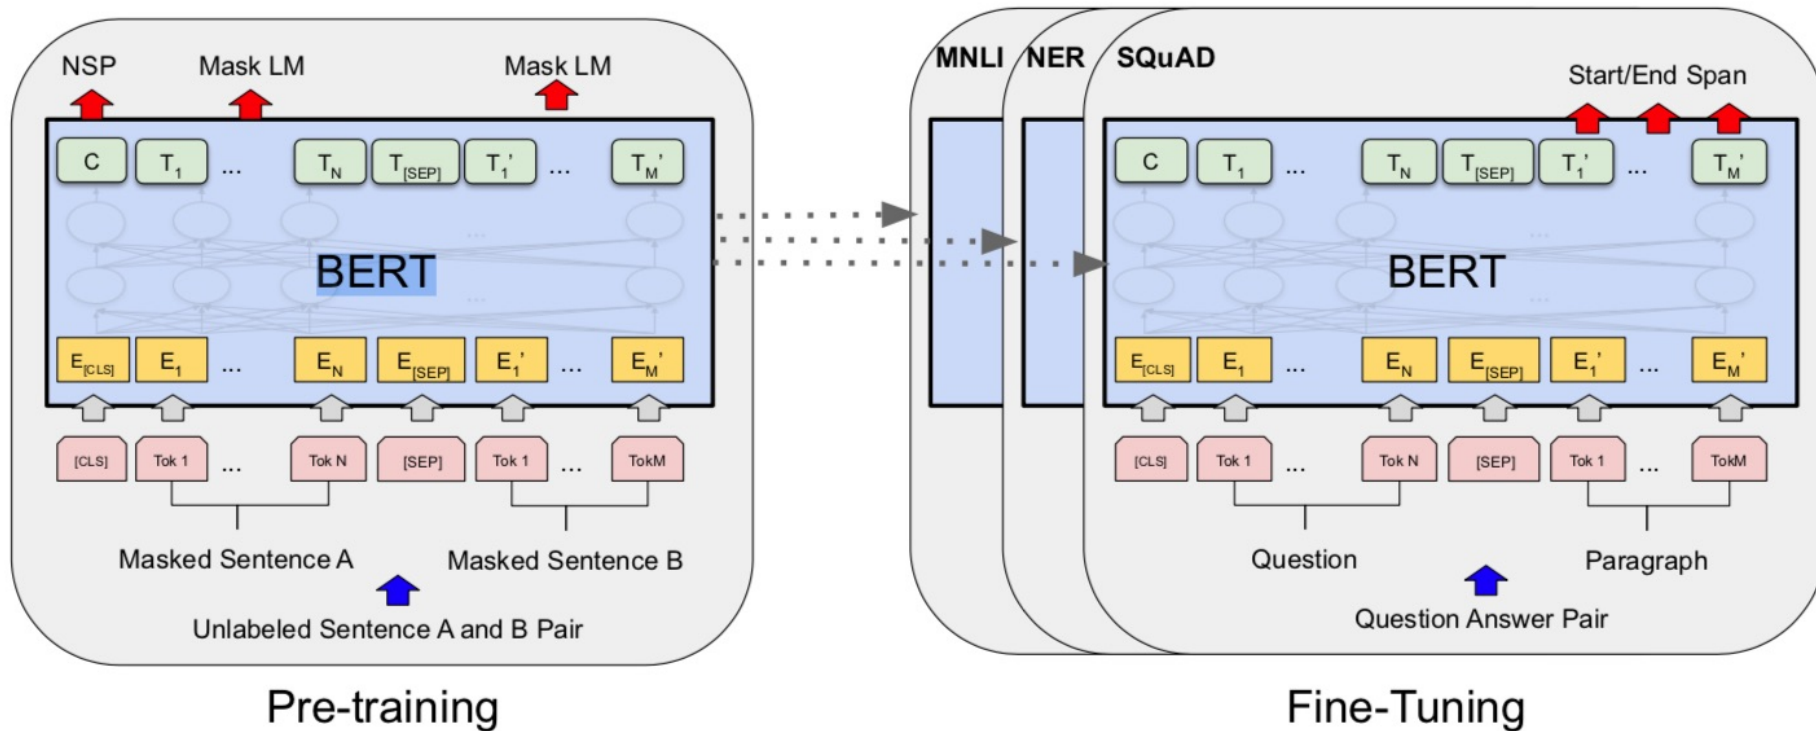 NSP Mask LM Mask LM
C T1 ... TN T[SEP] T1' ... TM'
...
BERT
...
E[CLS] E1 ... EN E[SEP] E1' ... EM'
[CLS] Tok 1 ... Tok N [SEP] Tok 1 ... TokM
Masked Sentence A Masked Sentence B
Unlabeled Sentence A and B Pair
Pre-training
MNLI NER SQuAD
Start/End Span
C T1 ... TN T[SEP] T1' ... TM'
...
BERT
...
E[CLS] E1 ... EN E[SEP] E1' ... EM'
[CLS] Tok 1 ... Tok N [SEP] Tok 1 ... TokM
Question Paragraph
Question Answer Pair
Fine-Tuning